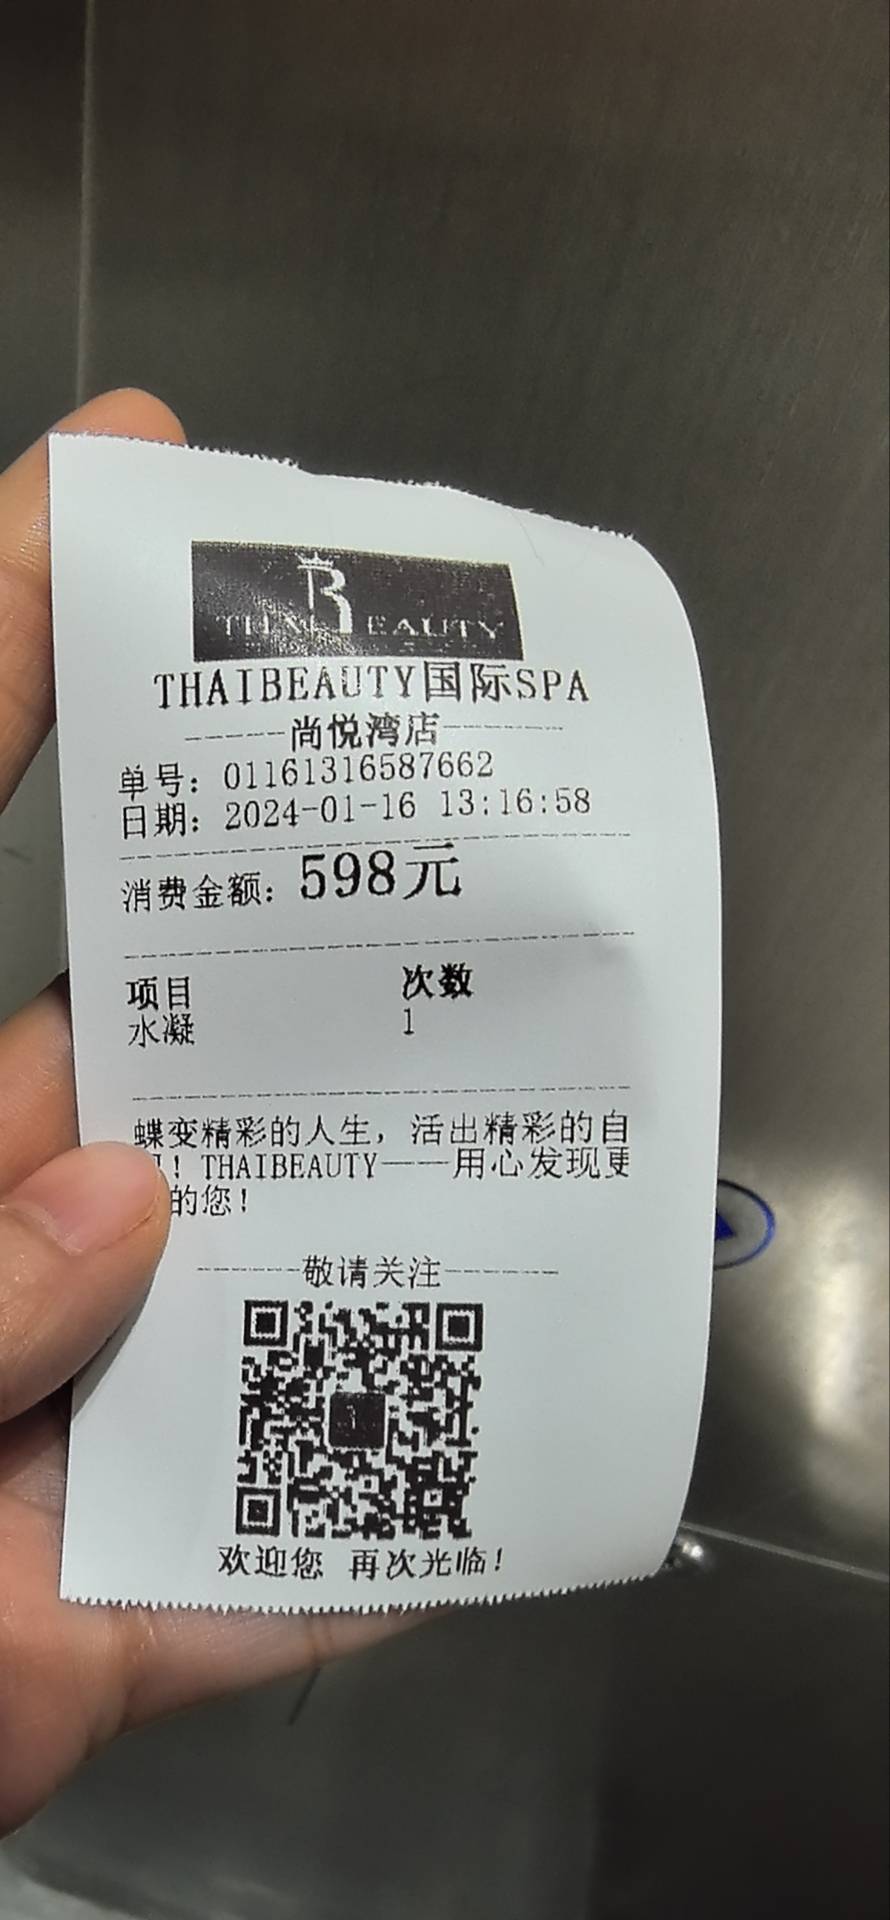 THAI BEAUTY
THAIBEAUTY国际SPA
尚悦湾店
单号: 01161316587662
日期: 2024-01-16 13:16:58
消费金额: 598元
项目 次数
水凝 1
蝶变精彩的人生, 活出精彩的自
! THAIBEAUTY——用心发现更
的您!
敬请关注
欢迎您 再次光临!